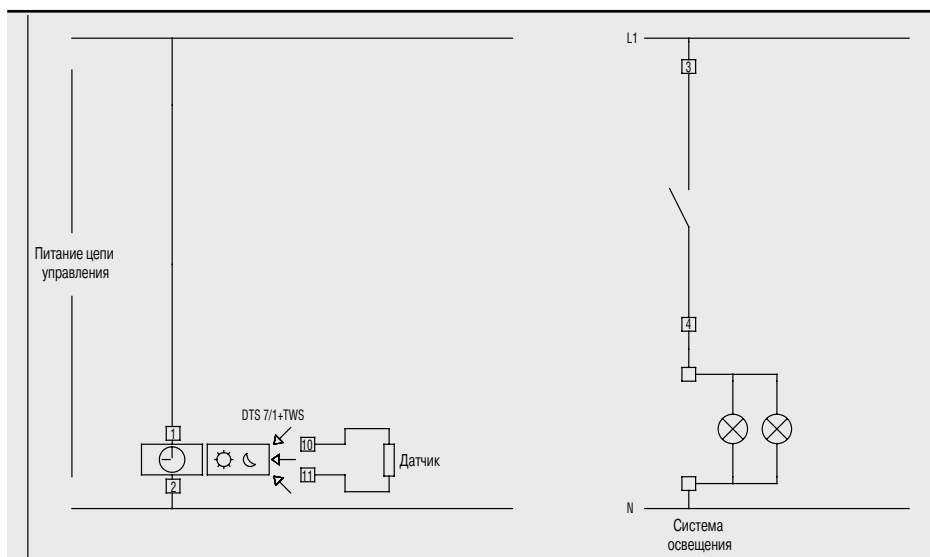 L1
3
Питание цепи
управления
4
DTS 7/1+TWS
1
10
Датчик
11
2
N
Система
освещения